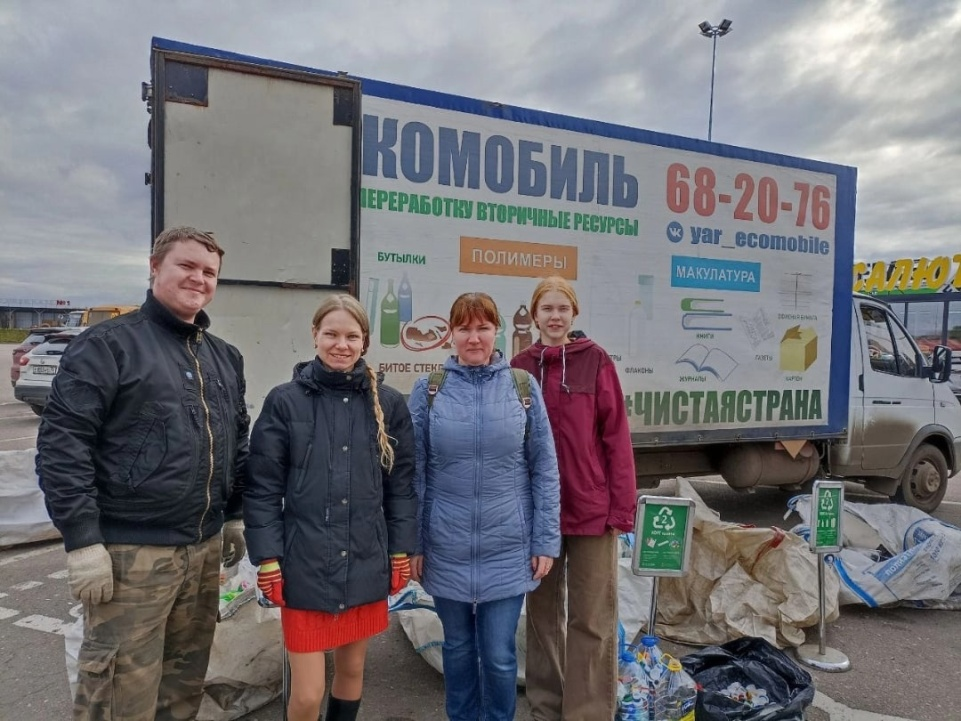 КОМОБИЛЬ
68-20-76
ПЕРЕРАБОТКУ ВТОРИЧНЫЕ РЕСУРСЫ
yar_ecomobile
БУТЫЛКИ
ПОЛИМЕРЫ
МАКУЛАТУРА
КНИГИ
БИТОЕ СТЕК
ФЛАКОНЫ
ЖУРНАЛЫ
ГАЗЕТЫ
КАРТОН
#ЧИСТАЯСТРАНА
САЛЮТ
2